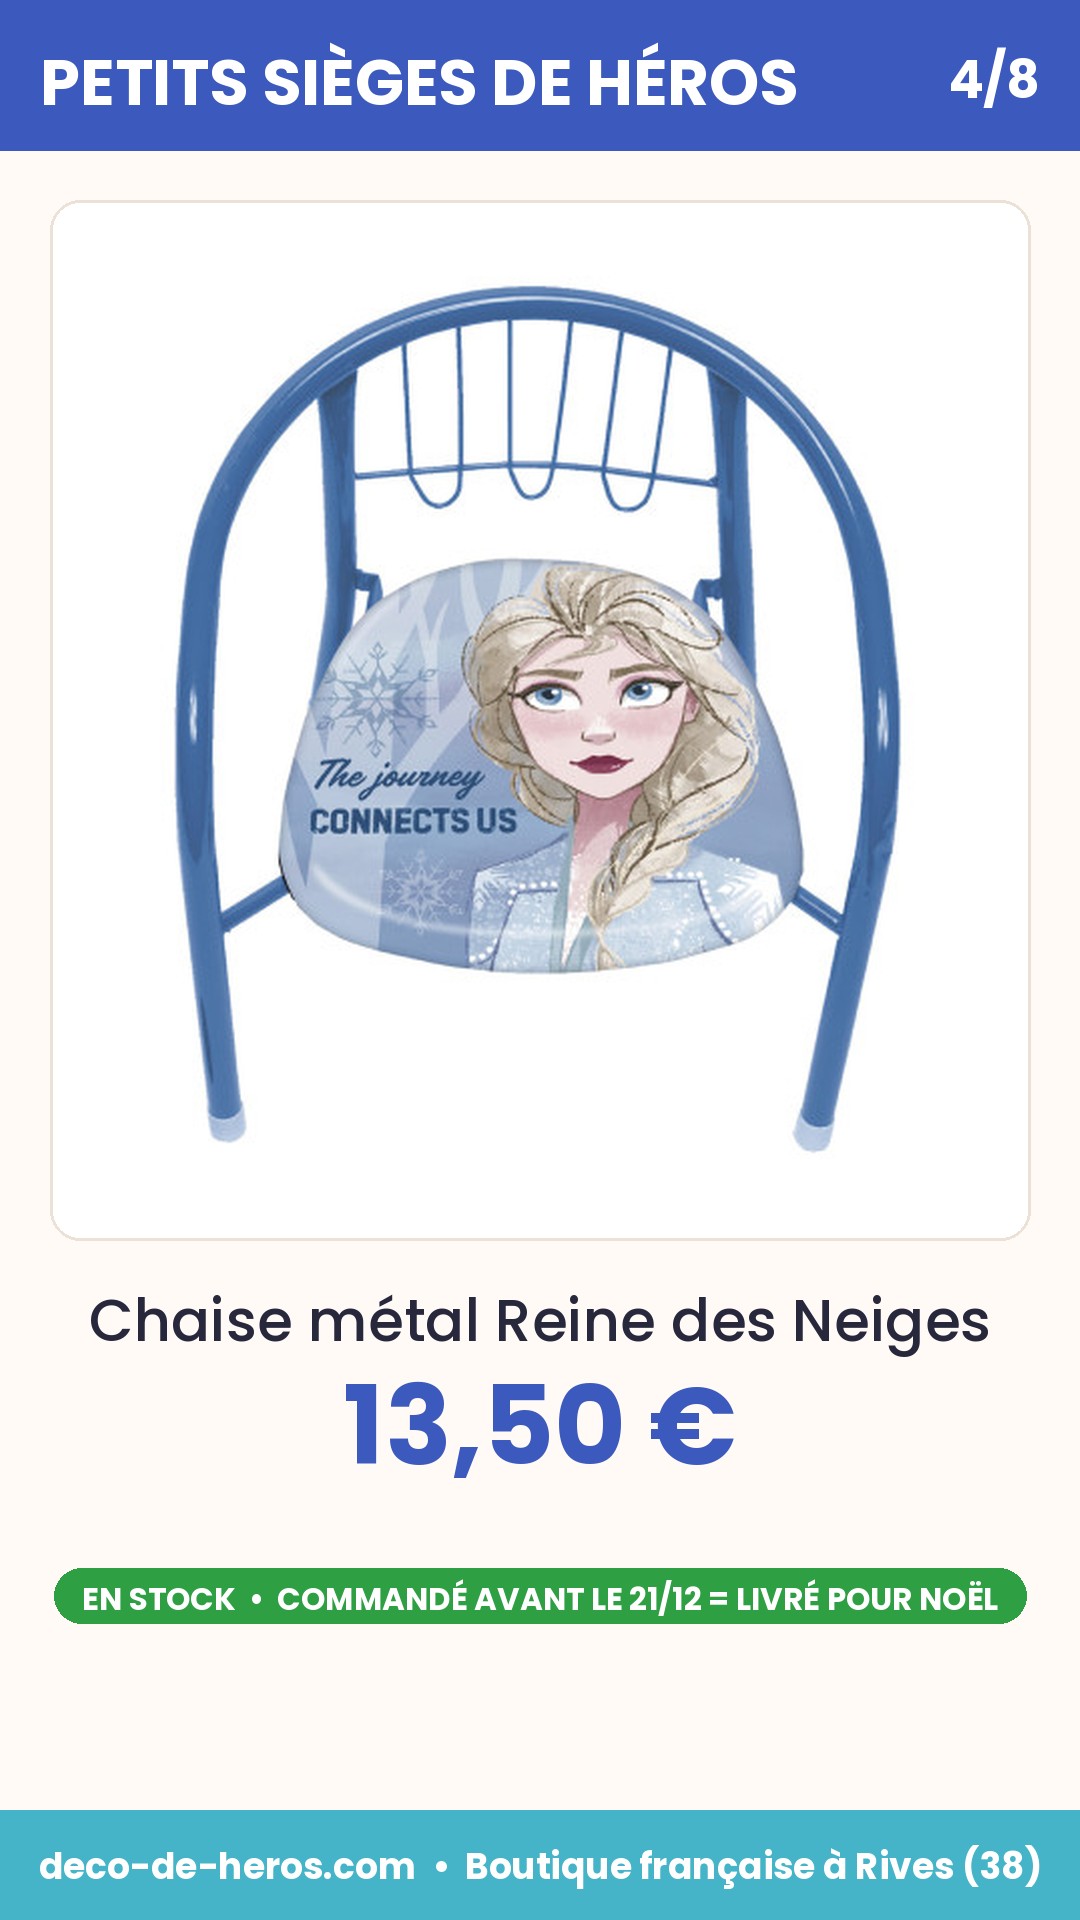 PETITS SIÈGES DE HÉROS 4/8
The journey
CONNECTS US
Chaise métal Reine des Neiges
13,50 €
EN STOCK • COMMANDÉ AVANT LE 21/12 = LIVRÉ POUR NOËL
deco-de-heros.com • Boutique française à Rives (38)